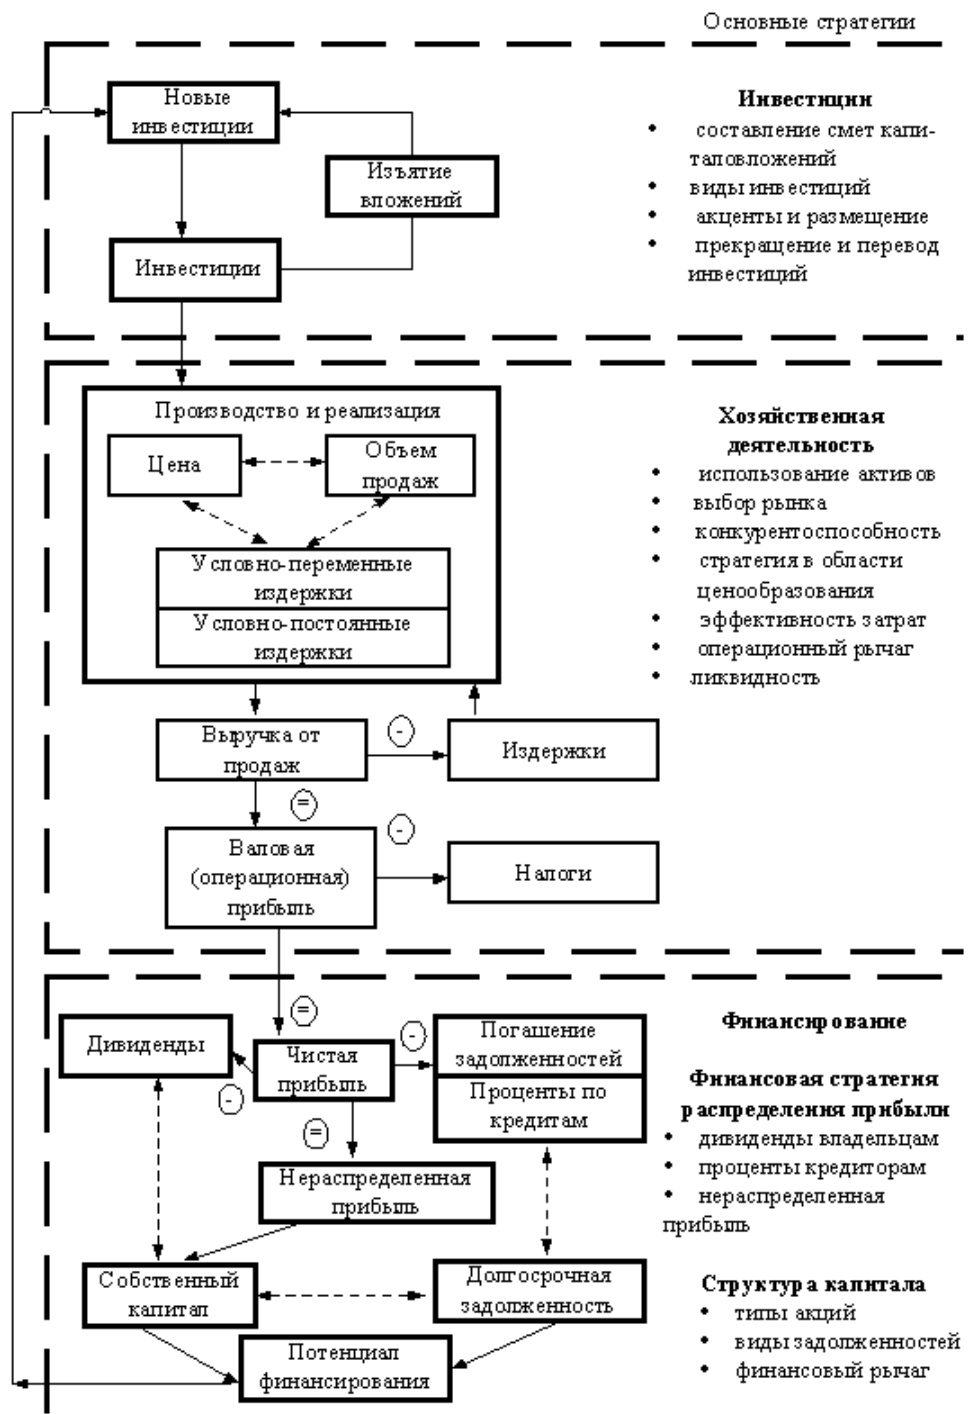 Основные стратегии
Новые
инвестиции
Изъятие
вложений
Инвестиции
Инвестиции
• составление смет капи-
таловложений
• виды инвестиций
• акценты и размещение
• прекращение и перевод
инвестиций
Производство и реализация
Цена
Объем
продаж
Условно-переменные
издержки
Условно-постоянные
издержки
Выручка от
продаж
-
Издержки
=
Валовая
(операционная)
прибыль
-
Налоги
Хозяйственная
деятельность
• использование активов
• выбор рынка
• конкурентоспособность
• стратегия в области
ценообразования
• эффективность затрат
• операционный рычаг
• ликвидность
=
Дивиденды
-
Чистая
прибыль
-
Погашение
задолженностей
Проценты по
кредитам
=
Нераспределенная
прибыль
Собственный
капитал
Долгосрочная
задолженность
Потенциал
финансирования
Финансирование
Финансовая стратегия
распределения прибыли
• дивиденды владельцам
• проценты кредиторам
• нераспределенная
прибыль
Структура капитала
• типы акций
• виды задолженностей
• финансовый рычаг